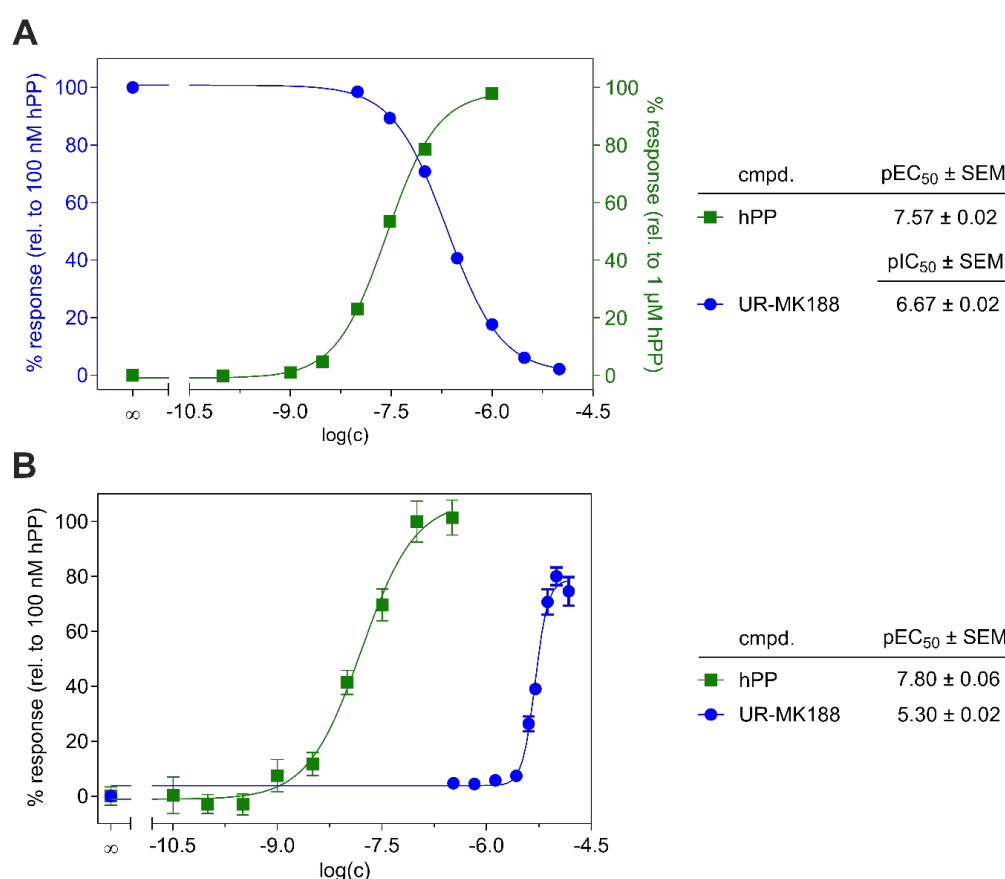 A
% response (rel. to 100 nM hPP)
100
80
60
40
20
0
100
80
60
40
20
0
% response (rel. to 1 µM hPP)
∞ -10.5 -9.0 -7.5 -6.0 -4.5
log(c)
cmpd. pEC50 ± SEM
hPP 7.57 ± 0.02
pIC50 ± SEM
UR-MK188 6.67 ± 0.02
B
% response (rel. to 100 nM hPP)
100
80
60
40
20
0
∞ -10.5 -9.0 -7.5 -6.0 -4.5
log(c)
cmpd. pEC50 ± SEM
hPP 7.80 ± 0.06
UR-MK188 5.30 ± 0.02